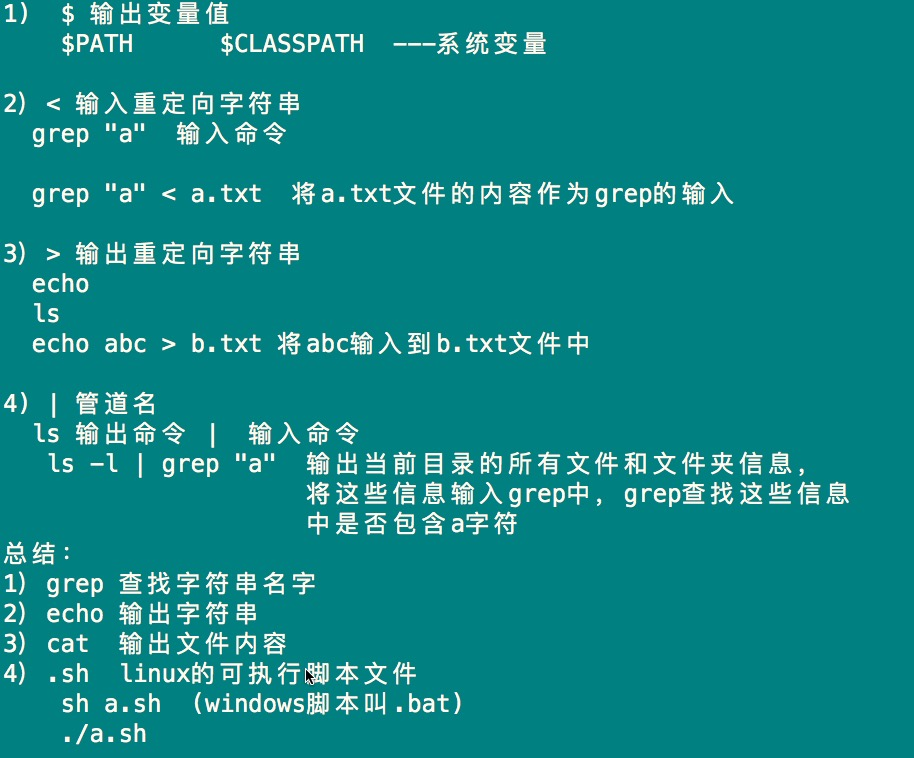 1) $ 输出变量值
$PATH $CLASSPATH ---系统变量
2) < 输入重定向字符串
grep "a" 输入命令
grep "a" < a.txt 将a.txt文件的内容作为grep的输入
3) > 输出重定向字符串
echo
ls
echo abc > b.txt 将abc输入到b.txt文件中
4) | 管道名
ls 输出命令 | 输入命令
ls -l | grep "a" 输出当前目录的所有文件和文件夹信息,
将这些信息输入grep中, grep查找这些信息
中是否包含a字符
总结:
1) grep 查找字符串名字
2) echo 输出字符串
3) cat 输出文件内容
4) .sh linux的可执行脚本文件
sh a.sh (windows脚本叫.bat)
./a.sh